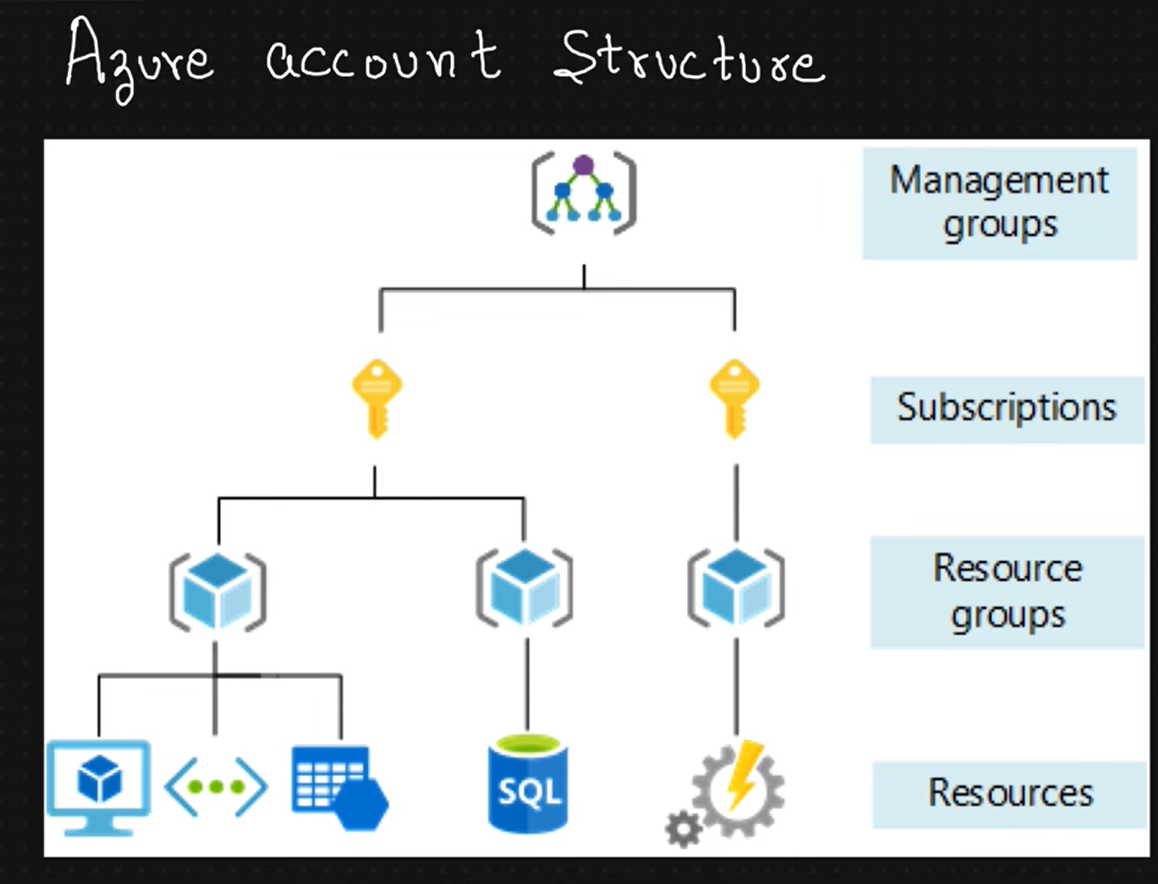 Azure account Structure
Management
groups
Subscriptions
Resource
groups
SQL
Resources